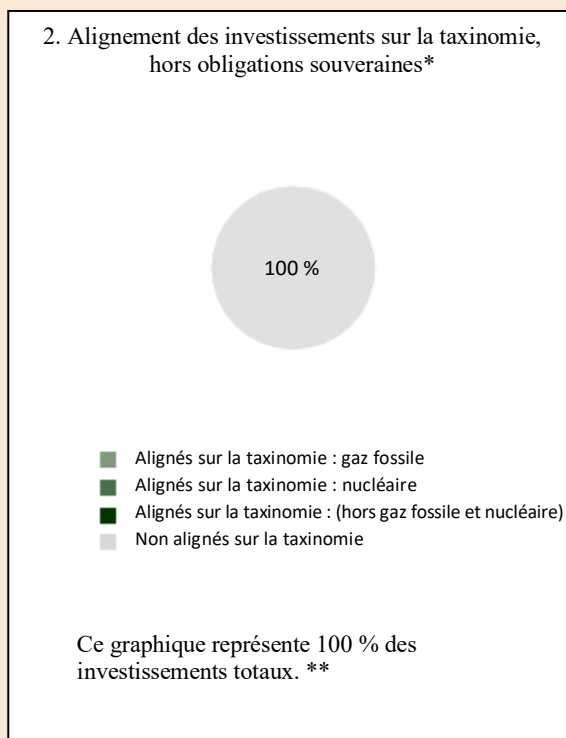 2. Alignement des investissements sur la taxinomie,
hors obligations souveraines*
100 %
Alignés sur la taxinomie : gaz fossile
Alignés sur la taxinomie : nucléaire
Alignés sur la taxinomie : (hors gaz fossile et nucléaire)
Non alignés sur la taxinomie
Ce graphique représente 100 % des
investissements totaux. **